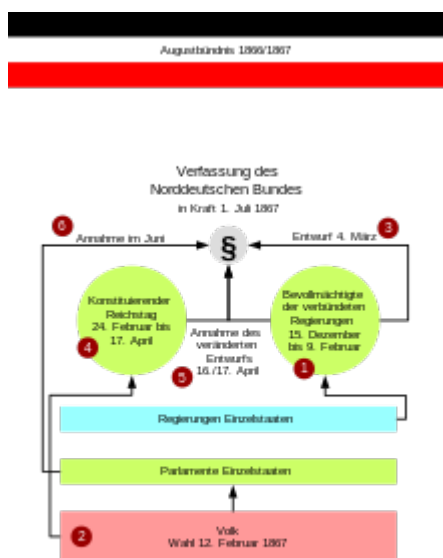 Augustbündnis 1866/1867
Verfassung des
Norddeutschen Bundes
in Kraft 1. Juli 1867
6
3
Annahme im Juni
§
Entwurf 4. März
Konstituierender
Reichstag
24. Februar bis
17. April
4
Bevollmächtigte
der verbündeten
Regierungen
15. Dezember
bis 9. Februar
1
Annahme des
veränderten
Entwurfs
16./17. April
5
Regierungen Einzelstaaten
Parlamente Einzelstaaten
2
Volk
Wahl 12. Februar 1867